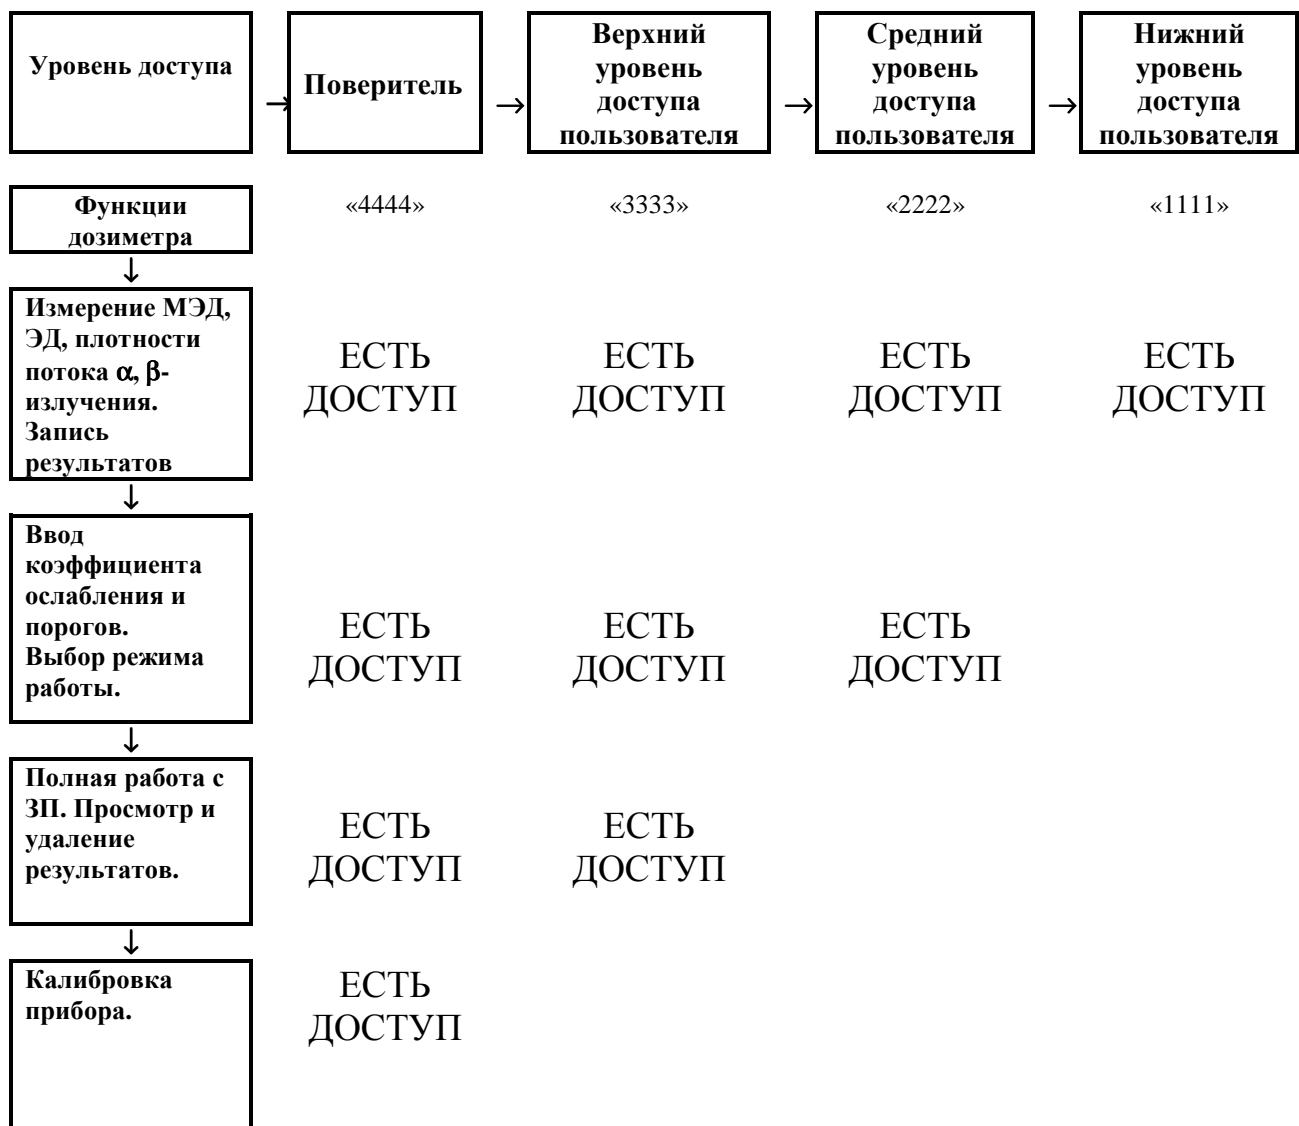 Уровень доступа
→
Поверитель
→
Верхний
уровень
доступа
пользователя
→
Средний
уровень
доступа
пользователя
→
Нижний
уровень
доступа
пользователя
Функции
дозиметра
«4444»
«3333»
«2222»
«1111»
↓
Измерение МЭД,
ЭД, плотности
потока α, β-
излучения.
Запись
результатов
ЕСТЬ
ДОСТУП
ЕСТЬ
ДОСТУП
ЕСТЬ
ДОСТУП
ЕСТЬ
ДОСТУП
↓
Ввод
коэффициента
ослабления и
порогов.
Выбор режима
работы.
ЕСТЬ
ДОСТУП
ЕСТЬ
ДОСТУП
ЕСТЬ
ДОСТУП
↓
Полная работа с
ЗП. Просмотр и
удаление
результатов.
ЕСТЬ
ДОСТУП
ЕСТЬ
ДОСТУП
↓
Калибровка
прибора.
ЕСТЬ
ДОСТУП